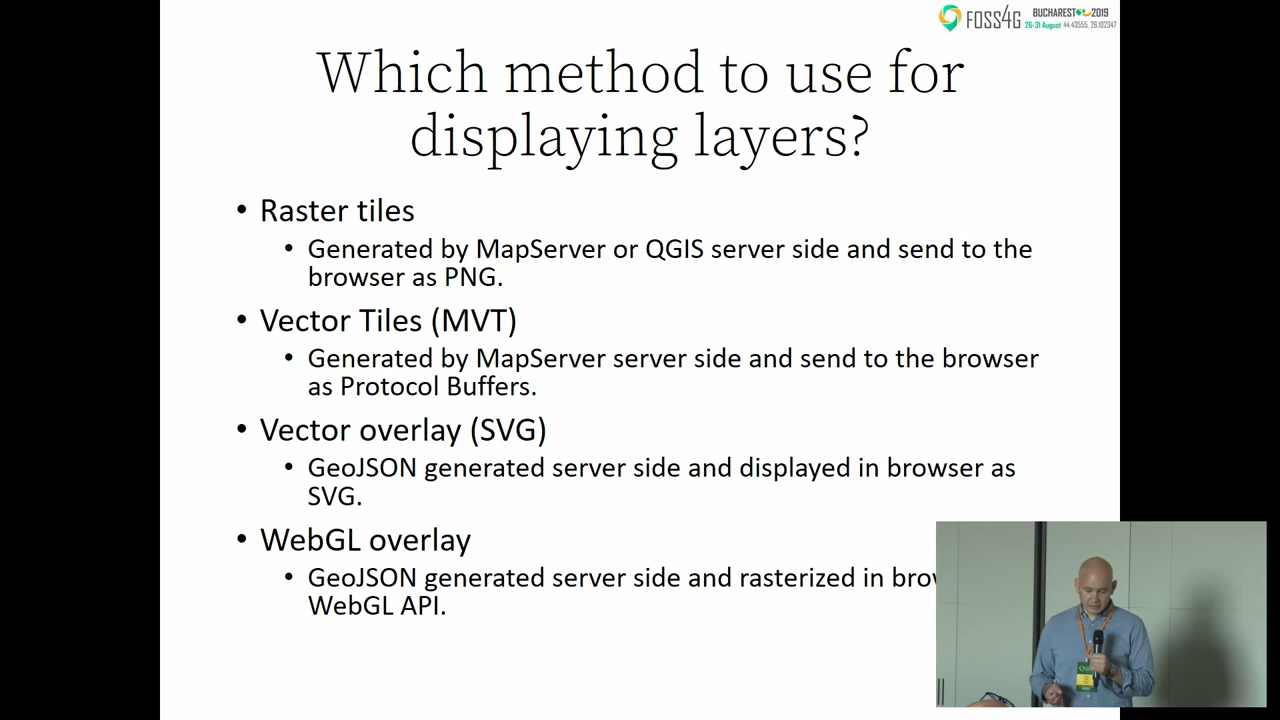 FOSS4G BUCHAREST 2019
26-31 August 44.43555, 26.102347
Which method to use for
displaying layers?
• Raster tiles
• Generated by MapServer or QGIS server side and send to the
browser as PNG.
• Vector Tiles (MVT)
• Generated by MapServer server side and send to the browser
as Protocol Buffers.
• Vector overlay (SVG)
• GeoJSON generated server side and displayed in browser as
SVG.
• WebGL overlay
• GeoJSON generated server side and rasterized in brow
WebGL API.